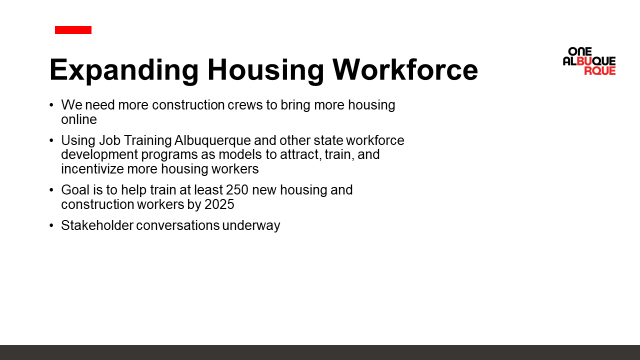 ONE
ALBUQUE
RQUE
Expanding Housing Workforce
• We need more construction crews to bring more housing
online
• Using Job Training Albuquerque and other state workforce
development programs as models to attract, train, and
incentivize more housing workers
• Goal is to help train at least 250 new housing and
construction workers by 2025
• Stakeholder conversations underway